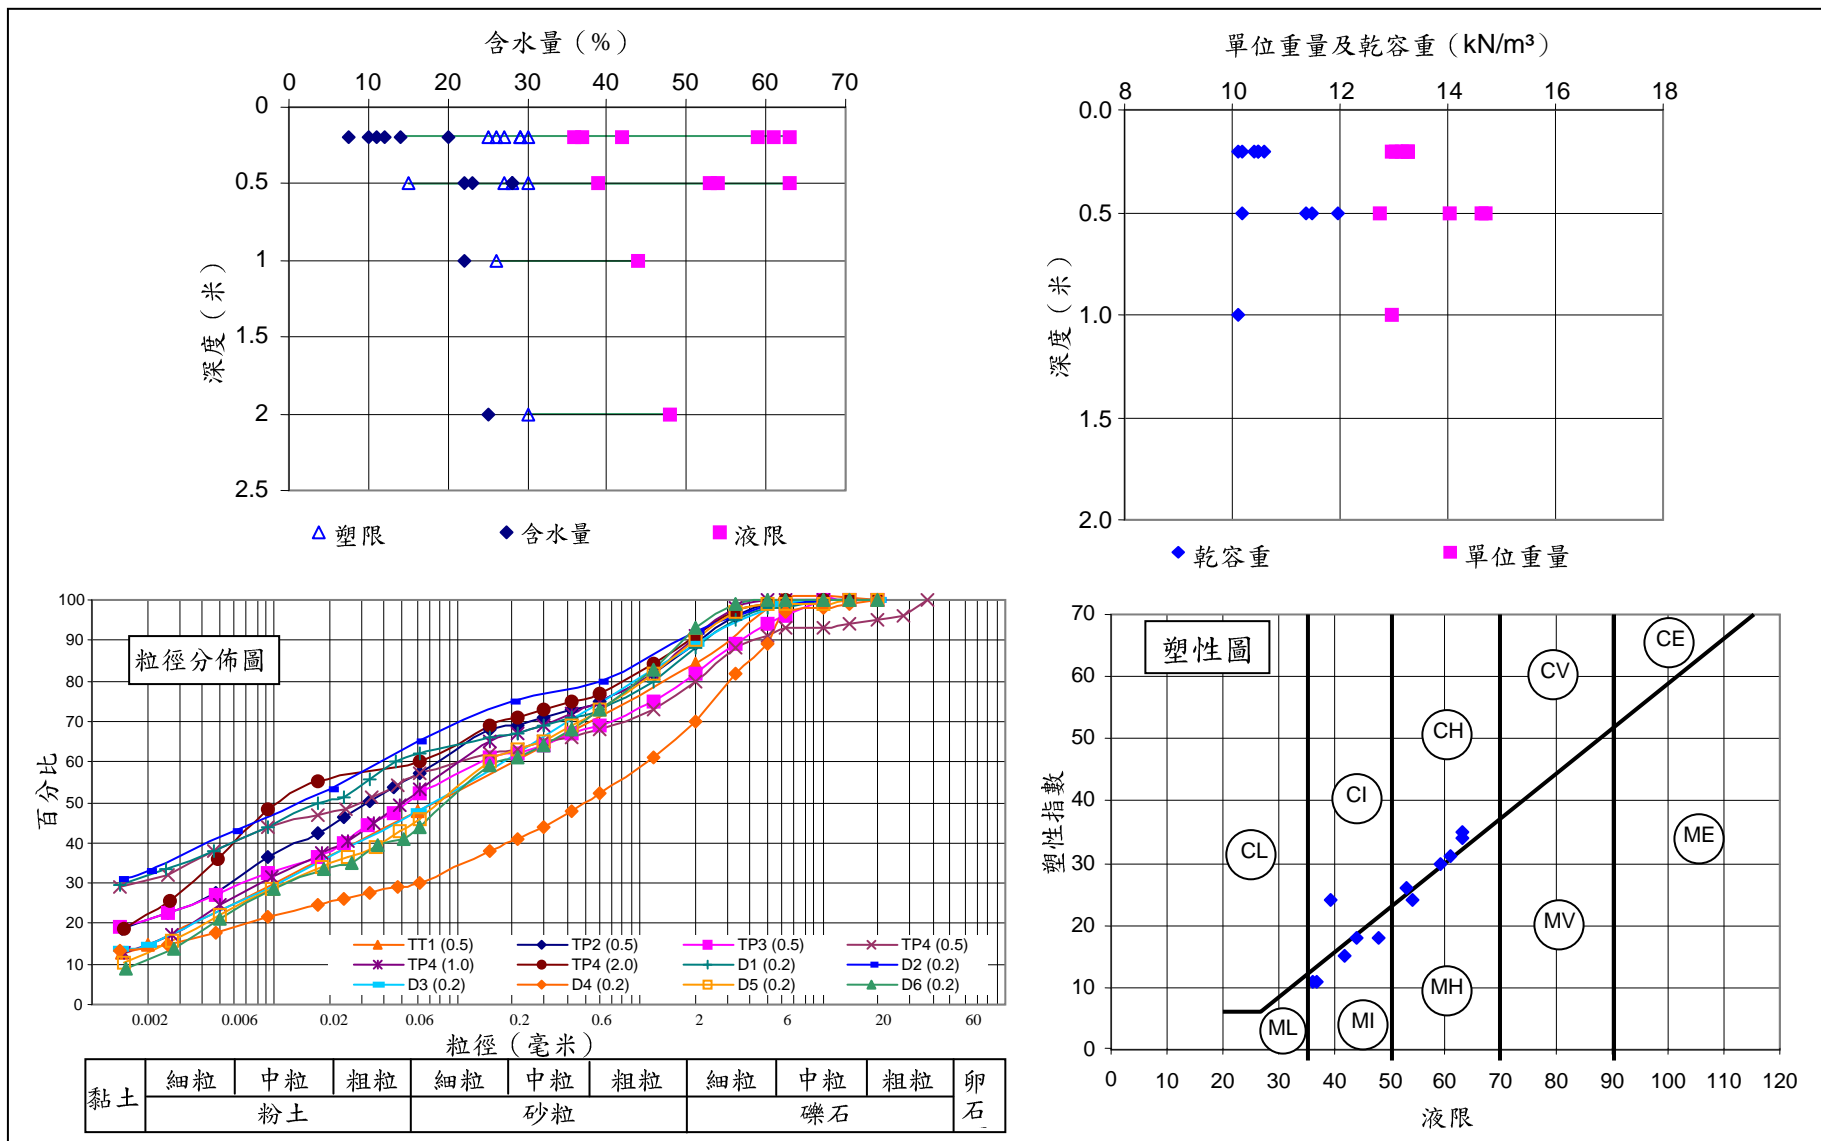 含水量（%）
0 10 20 30 40 50 60 70
0
0.5
1
1.5
2
2.5
深度（米）
塑限 含水量 液限
單位重量及乾容重（kN/m³）
8 10 12 14 16 18
0.0
0.5
1.0
1.5
2.0
深度（米）
乾容重 單位重量
粒徑分佈圖
100
90
80
70
60
50
40
30
20
10
0
百分比
TT1 (0.5) TP2 (0.5) TP3 (0.5) TP4 (0.5)
TP4 (1.0) TP4 (2.0) D1 (0.2) D2 (0.2)
D3 (0.2) D4 (0.2) D5 (0.2) D6 (0.2)
0.002 0.006 0.02 0.06 0.2 0.6 2 6 20 60
粒徑（毫米）
黏土 細粒 中粒 粗粒 細粒 中粒 粗粒 細粒 中粒 粗粒 卵石
粉土 砂粒 礫石
塑性圖
70
60
50
40
30
20
10
0
塑性指數
CE
CV
CH
CI
CL
ME
MV
MH
MI
ML
0 10 20 30 40 50 60 70 80 90 100 110 120
液限